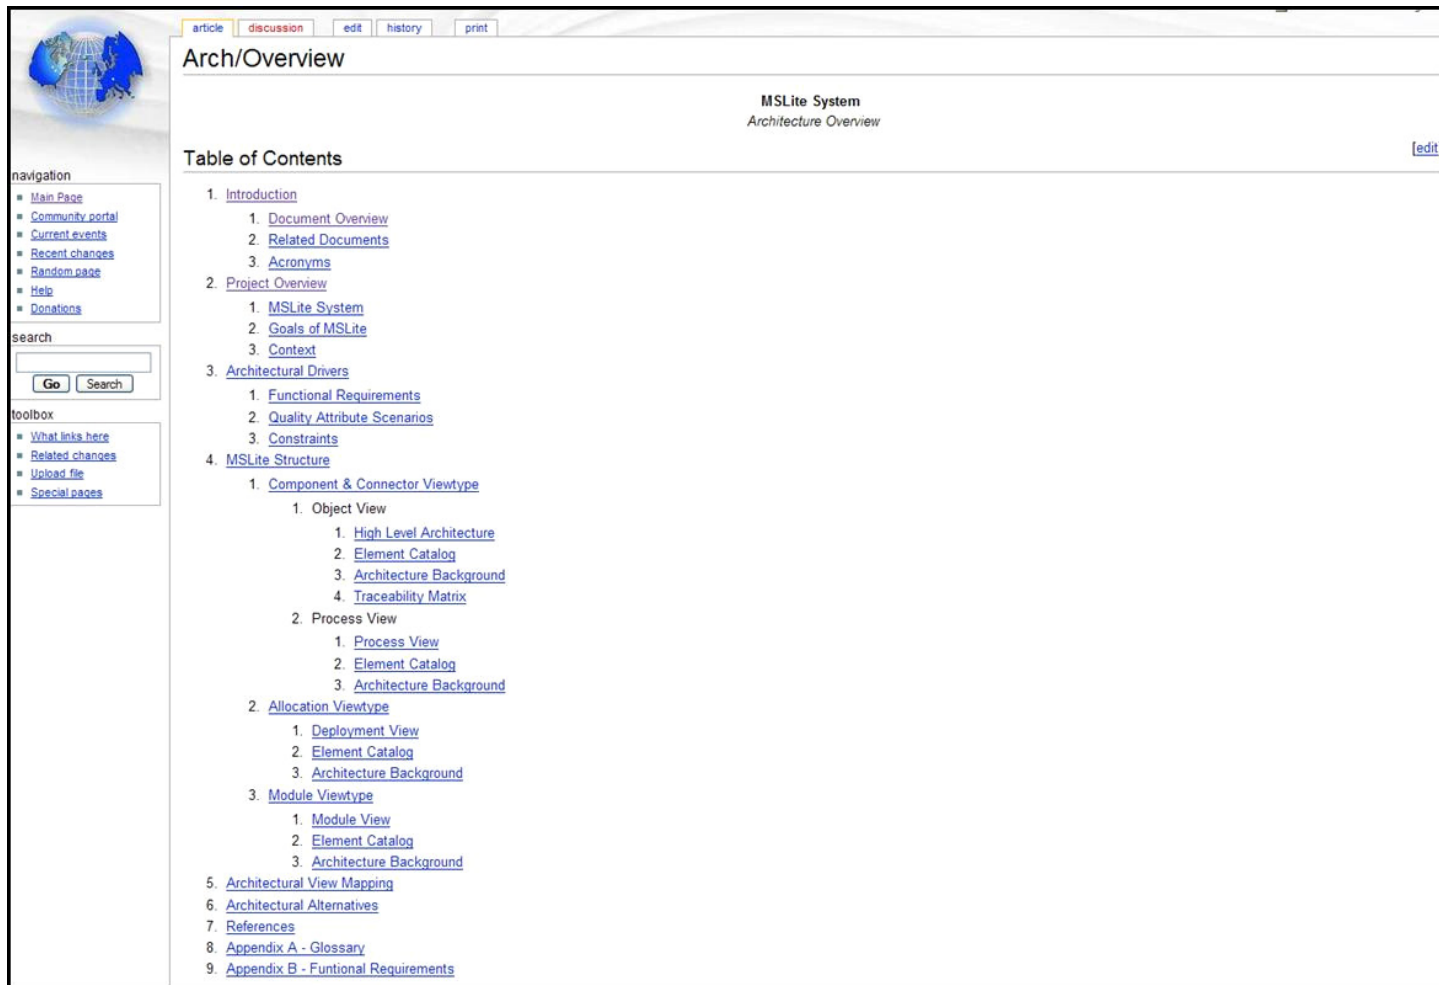 article discussion edit history print
Arch/Overview
MSLite System
Architecture Overview
Table of Contents
[edit
navigation
Main Page
Community portal
Current events
Recent changes
Random page
Help
Donations
search
Go Search
toolbox
What links here
Related changes
Upload file
Special pages
1. Introduction
1. Document Overview
2. Related Documents
3. Acronyms
2. Project Overview
1. MSLite System
2. Goals of MSLite
3. Context
3. Architectural Drivers
1. Functional Requirements
2. Quality Attribute Scenarios
3. Constraints
4. MSLite Structure
1. Component & Connector Viewtype
1. Object View
1. High Level Architecture
2. Element Catalog
3. Architecture Background
4. Traceability Matrix
2. Process View
1. Process View
2. Element Catalog
3. Architecture Background
2. Allocation Viewtype
1. Deployment View
2. Element Catalog
3. Architecture Background
3. Module Viewtype
1. Module View
2. Element Catalog
3. Architecture Background
5. Architectural View Mapping
6. Architectural Alternatives
7. References
8. Appendix A - Glossary
9. Appendix B - Funtional Requirements